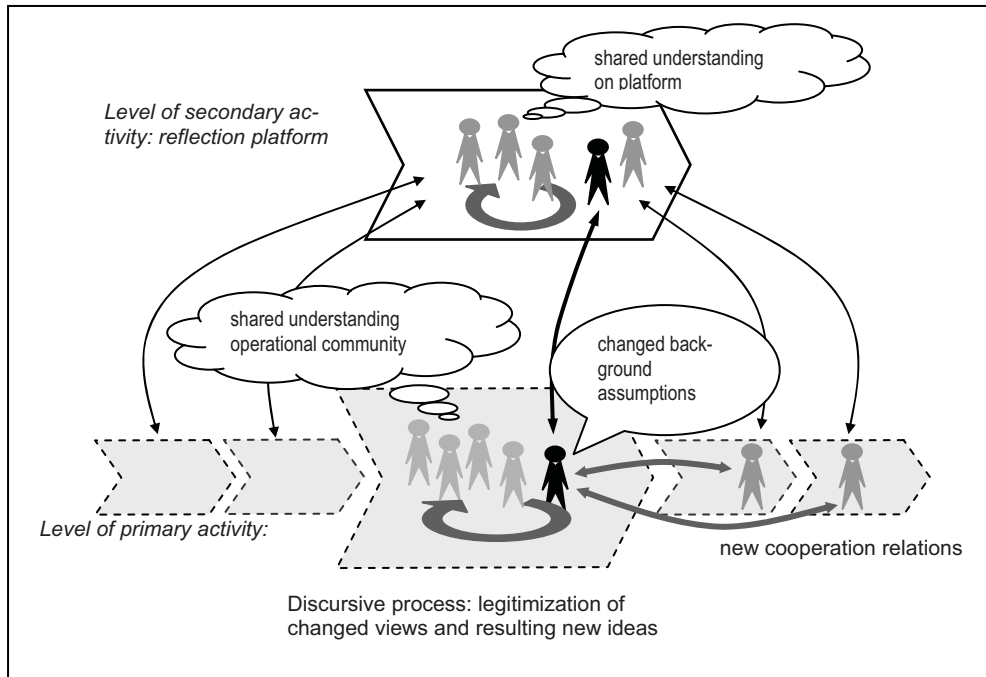 shared understanding
on platform
Level of secondary ac-
tivity: reflection platform
shared understanding
operational community
changed back-
ground
assumptions
Level of primary activity:
new cooperation relations
Discursive process: legitimization of
changed views and resulting new ideas